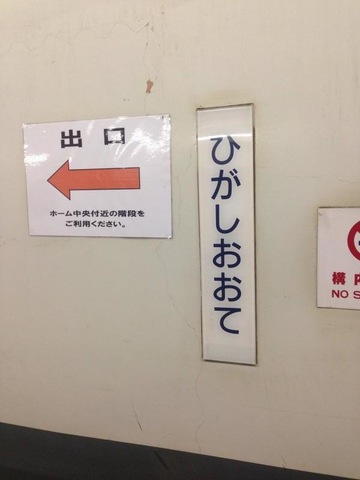 出口
ホーム中央付近の階段を
ご利用ください。
ひがしおおて
構内
NO S